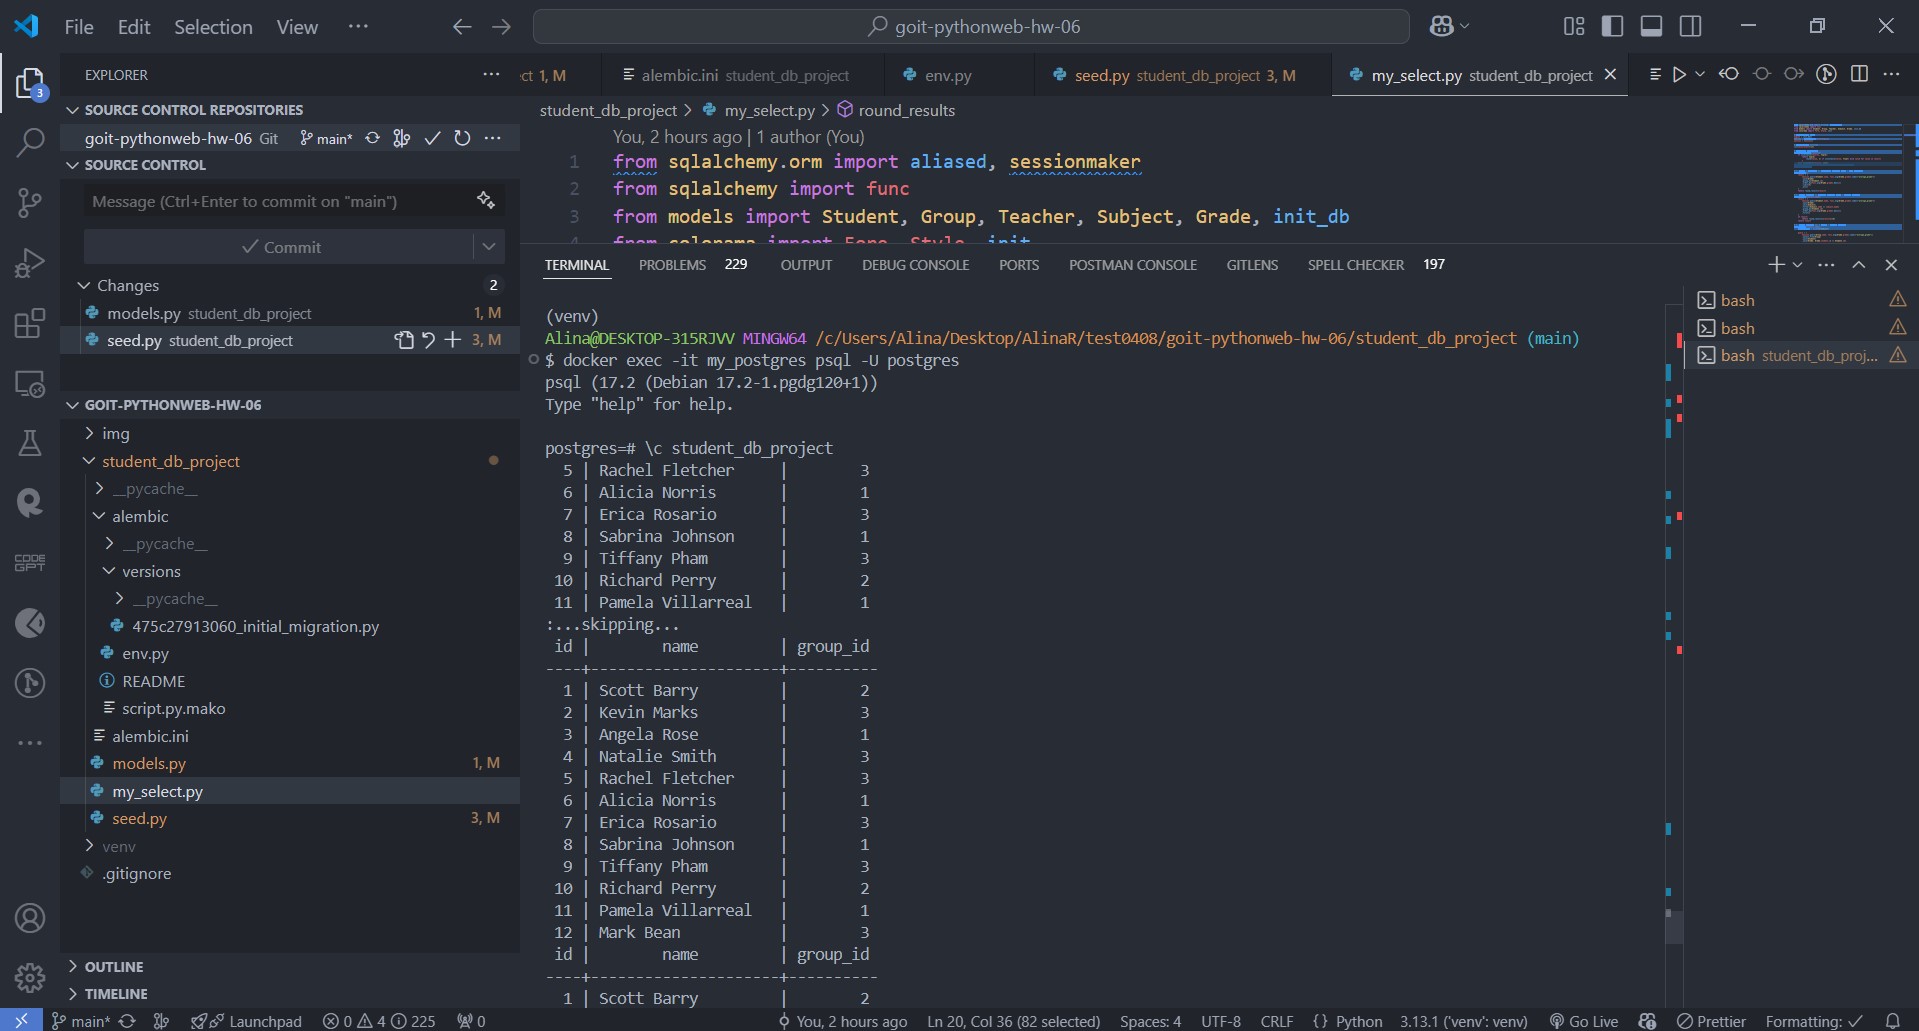 File Edit Selection View ··· goit-pythonweb-hw-06
EXPLORER
ct 1, M alembic.ini student_db_project env.py seed.py student_db_project 3, M my_select.py student_db_project
SOURCE CONTROL REPOSITORIES
goit-pythonweb-hw-06 Git main*
SOURCE CONTROL
Message (Ctrl+Enter to commit on "main")
Commit
Changes 2
models.py student_db_project 1, M
seed.py student_db_project 3, M
GOIT-PYTHONWEB-HW-06
img
student_db_project
__pycache__
alembic
__pycache__
versions
__pycache__
475c27913060_initial_migration.py
env.py
README
script.py.mako
alembic.ini
models.py 1, M
my_select.py
seed.py 3, M
venv
.gitignore
OUTLINE
TIMELINE
3
CODE
GPT
student_db_project > my_select.py > round_results
You, 2 hours ago | 1 author (You)
1 from sqlalchemy.orm import aliased, sessionmaker
2 from sqlalchemy import func
3 from models import Student, Group, Teacher, Subject, Grade, init_db
4 from colorama import Fore, Style, init
TERMINAL PROBLEMS 229 OUTPUT DEBUG CONSOLE PORTS POSTMAN CONSOLE GITLENS SPELL CHECKER 197
bash
bash
bash student_db_proj...
(venv)
Alina@DESKTOP-315RJVV MINGW64 /c/Users/Alina/Desktop/AlinaR/test0408/goit-pythonweb-hw-06/student_db_project (main)
$ docker exec -it my_postgres psql -U postgres
psql (17.2 (Debian 17.2-1.pgdg120+1))
Type "help" for help.
postgres=# \c student_db_project
5 | Rachel Fletcher | 3
6 | Alicia Norris | 1
7 | Erica Rosario | 3
8 | Sabrina Johnson | 1
9 | Tiffany Pham | 3
10 | Richard Perry | 2
11 | Pamela Villarreal | 1
:...skipping...
id | name | group_id
----+---------------------+----------
1 | Scott Barry | 2
2 | Kevin Marks | 3
3 | Angela Rose | 1
4 | Natalie Smith | 3
5 | Rachel Fletcher | 3
6 | Alicia Norris | 1
7 | Erica Rosario | 3
8 | Sabrina Johnson | 1
9 | Tiffany Pham | 3
10 | Richard Perry | 2
11 | Pamela Villarreal | 1
12 | Mark Bean | 3
id | name | group_id
----+---------------------+----------
1 | Scott Barry | 2
main* Launchpad 0 4 225 0 You, 2 hours ago Ln 20, Col 36 (82 selected) Spaces: 4 UTF-8 CRLF {} Python 3.13.1 ('venv': venv) Go Live Prettier Formatting: ✓